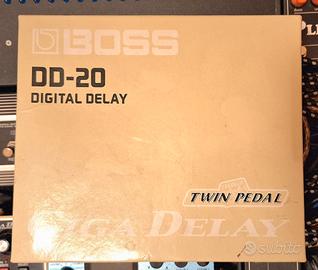 BOSS
DD-20
DIGITAL DELAY
TWIN PEDAL
GIGA DELAY
subito